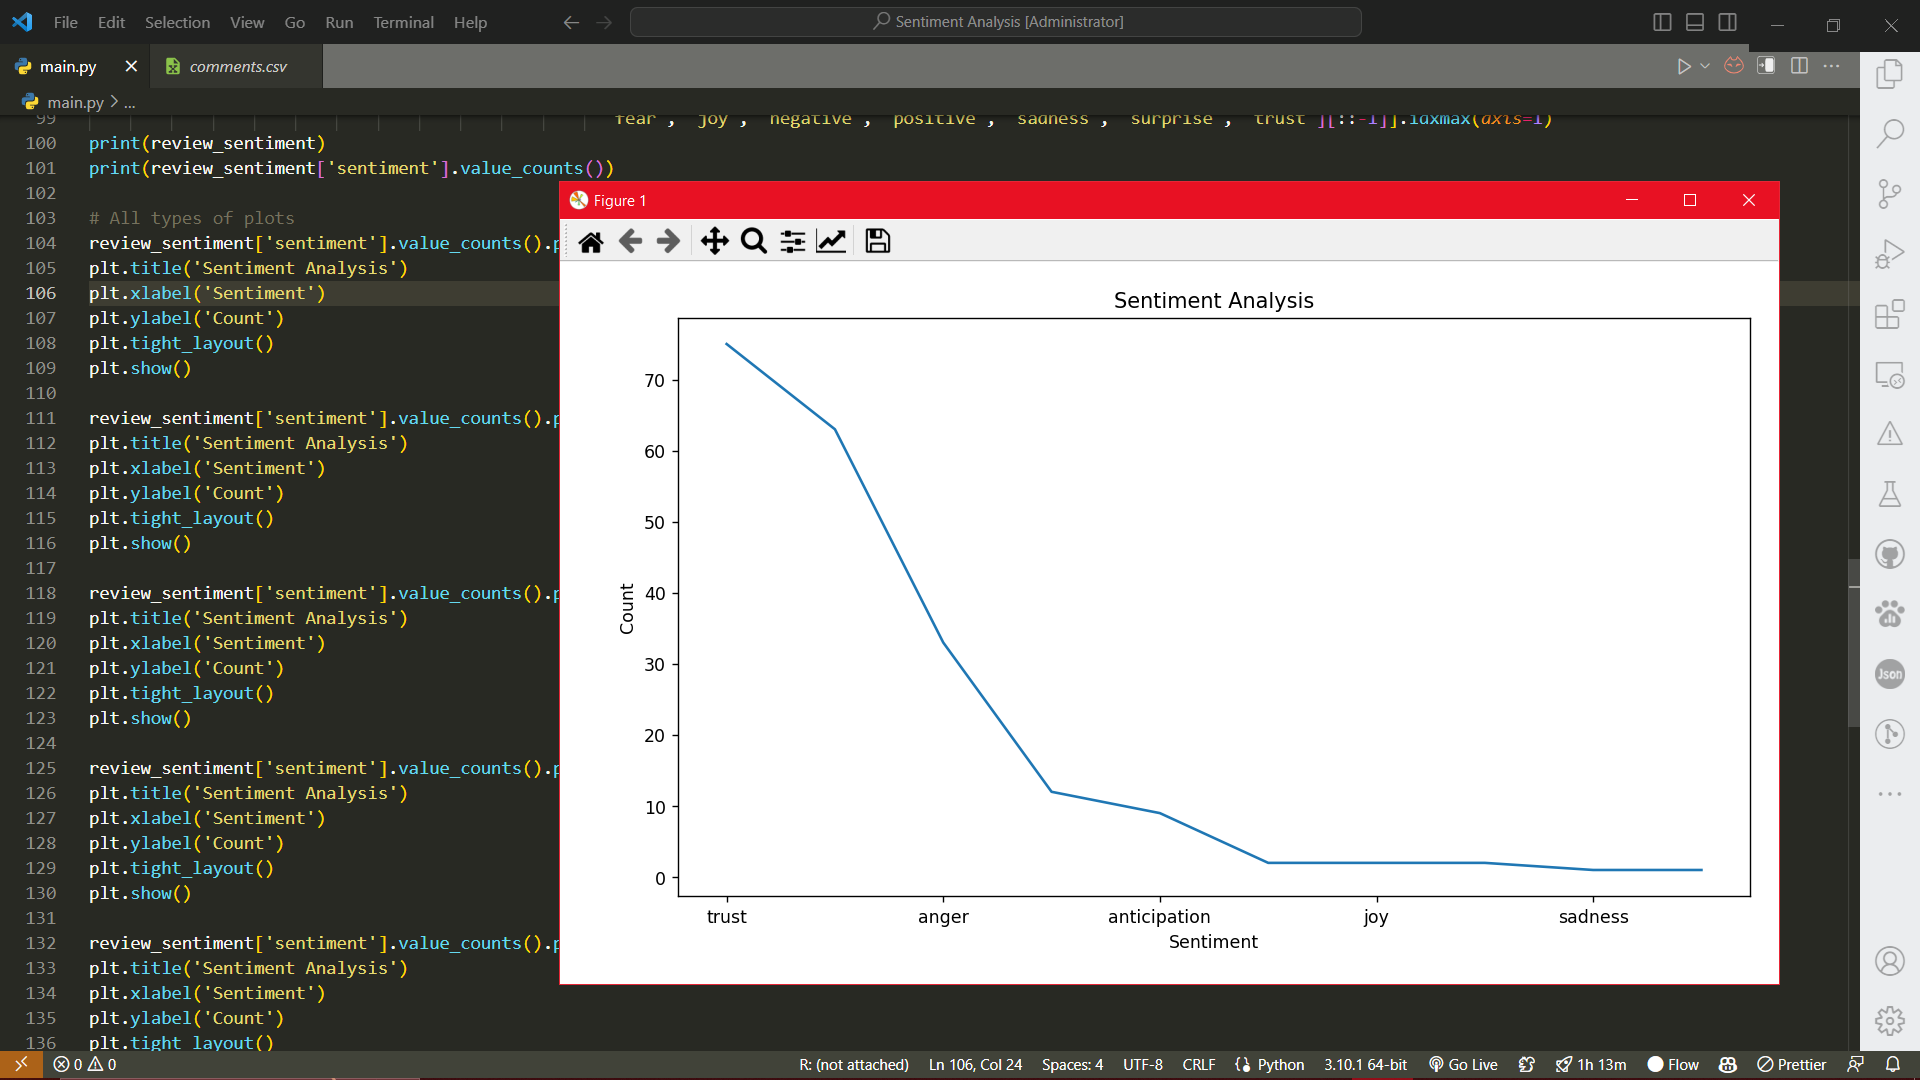 File Edit Selection View Go Run Terminal Help
Sentiment Analysis [Administrator]
main.py
comments.csv
main.py > ...
99 fear', 'joy', 'negative', 'positive', 'sadness', 'surprise', 'trust'][::-1]].idxmax(axis=1)
100 print(review_sentiment)
101 print(review_sentiment['sentiment'].value_counts())
102
103 # All types of plots
104 review_sentiment['sentiment'].value_counts().p
105 plt.title('Sentiment Analysis')
106 plt.xlabel('Sentiment')
107 plt.ylabel('Count')
108 plt.tight_layout()
109 plt.show()
110
111 review_sentiment['sentiment'].value_counts().p
112 plt.title('Sentiment Analysis')
113 plt.xlabel('Sentiment')
114 plt.ylabel('Count')
115 plt.tight_layout()
116 plt.show()
117
118 review_sentiment['sentiment'].value_counts().p
119 plt.title('Sentiment Analysis')
120 plt.xlabel('Sentiment')
121 plt.ylabel('Count')
122 plt.tight_layout()
123 plt.show()
124
125 review_sentiment['sentiment'].value_counts().p
126 plt.title('Sentiment Analysis')
127 plt.xlabel('Sentiment')
128 plt.ylabel('Count')
129 plt.tight_layout()
130 plt.show()
131
132 review_sentiment['sentiment'].value_counts().p
133 plt.title('Sentiment Analysis')
134 plt.xlabel('Sentiment')
135 plt.ylabel('Count')
136 plt.tight_layout()
Figure 1
Sentiment Analysis
70
60
50
40
30
20
10
0
Count
trust anger anticipation joy sadness
Sentiment
Json
0 0 R: (not attached) Ln 106, Col 24 Spaces: 4 UTF-8 CRLF Python 3.10.1 64-bit Go Live 1h 13m Flow Prettier